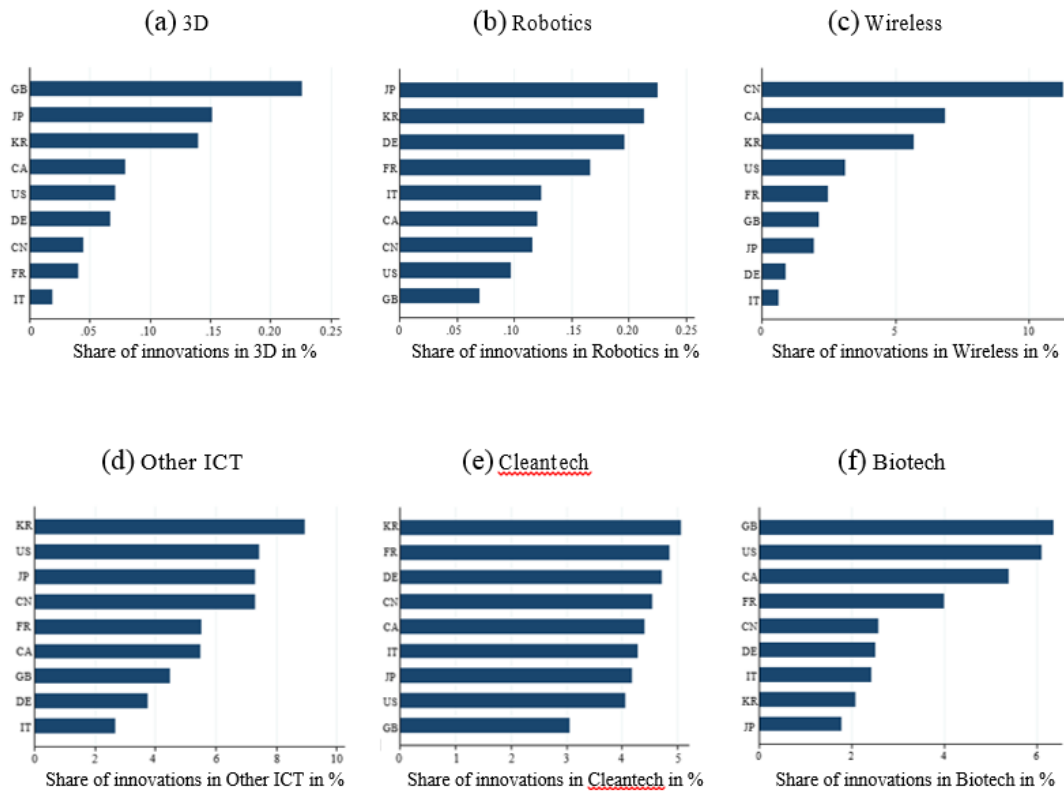 (a) 3D
GB
JP
KR
CA
US
DE
CN
FR
IT
0 .05 .10 .15 0.20 0.25
Share of innovations in 3D in %
(b) Robotics
JP
KR
DE
FR
IT
CA
CN
US
GB
0 .05 .10 .15 0.20 0.25
Share of innovations in Robotics in %
(c) Wireless
CN
CA
KR
US
FR
GB
JP
DE
IT
0 5 10
Share of innovations in Wireless in %
(d) Other ICT
KR
US
JP
CN
FR
CA
GB
DE
IT
0 2 4 6 8 10
Share of innovations in Other ICT in %
(e) Cleantech
KR
FR
DE
CN
CA
IT
JP
US
GB
0 1 2 3 4 5
Share of innovations in Cleantech in %
(f) Biotech
GB
US
CA
FR
CN
DE
IT
KR
JP
0 2 4 6
Share of innovations in Biotech in %